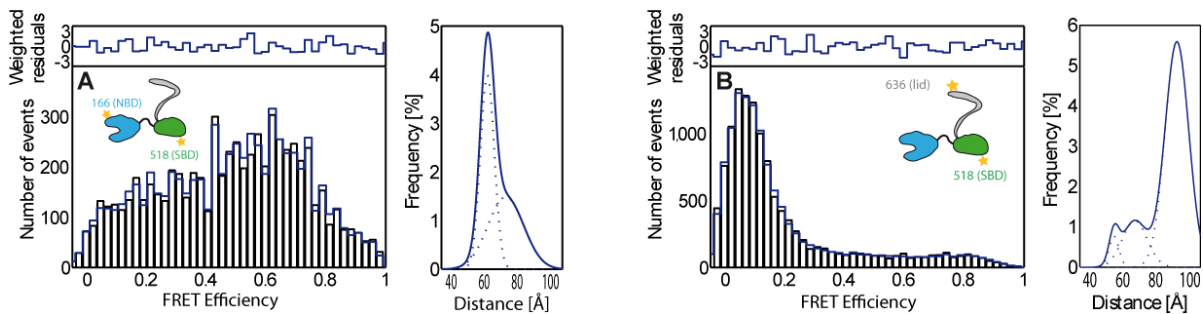 Weighted
residuals
3
0
-3
A
166 (NBD)
518 (SBD)
Number of events
300
200
100
0
0 0.2 0.4 0.6 0.8 1
FRET Efficiency
Frequency [%]
5
4
3
2
1
0
40 60 80 100
Distance [Å]
Weighted
residuals
3
0
-3
B
636 (lid)
518 (SBD)
Number of events
1,000
500
0
0 0.2 0.4 0.6 0.8 1
FRET Efficiency
Frequency [%]
6
5
4
3
2
1
0
40 60 80 100
Distance [Å]